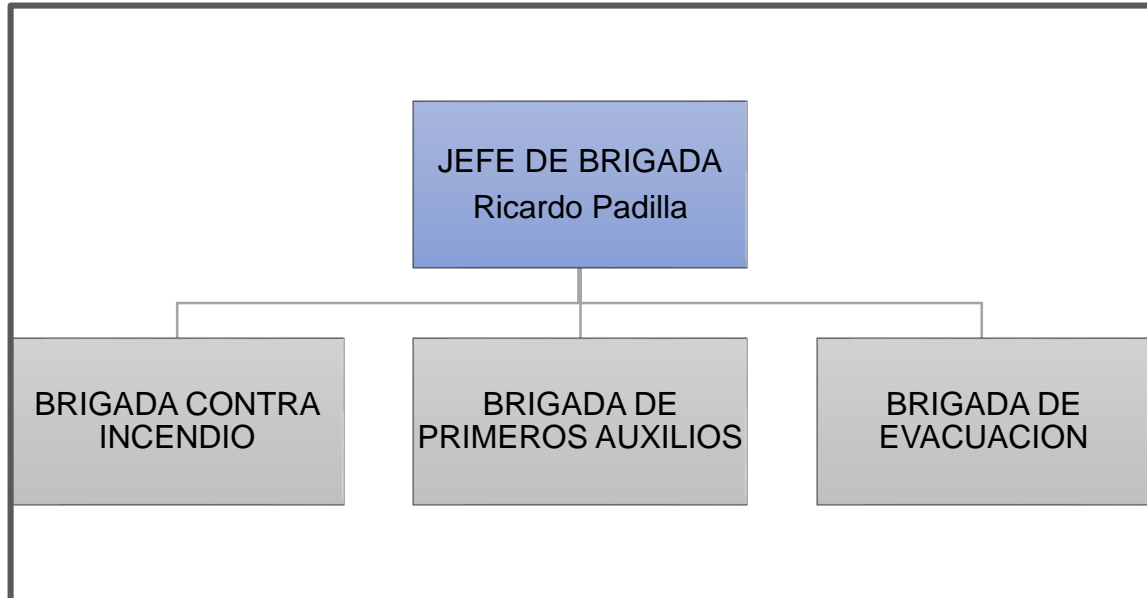 JEFE DE BRIGADA
Ricardo Padilla
BRIGADA CONTRA
INCENDIO
BRIGADA DE
PRIMEROS AUXILIOS
BRIGADA DE
EVACUACION